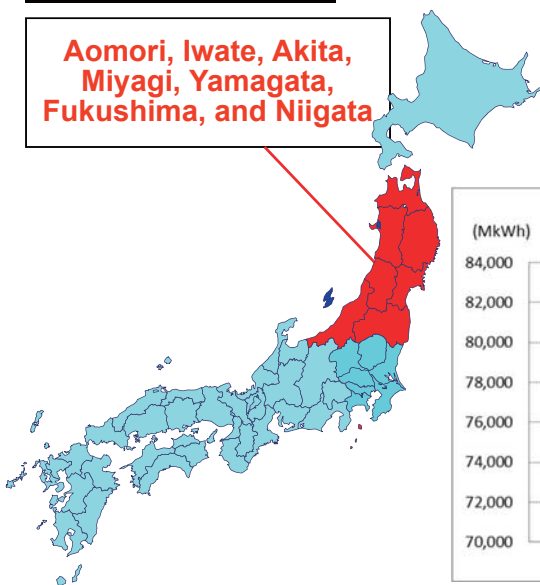 Aomori, Iwate, Akita,
Miyagi, Yamagata,
Fukushima, and Niigata
(MkWh)
84,000
82,000
80,000
78,000
76,000
74,000
72,000
70,000